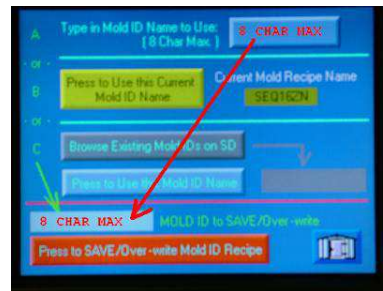 A Type in Mold ID Name to Use: 8 CHAR MAX
[ 8 Char Max. ]
- or -
B Press to Use this Current Mold ID Name
Current Mold Recipe Name
SEQ16ZN
- or -
C Browse Existing Mold IDs on SD
Press to Use this Mold ID Name
8 CHAR MAX MOLD ID to SAVE/Over-write
Press to SAVE/Over-write Mold ID Recipe